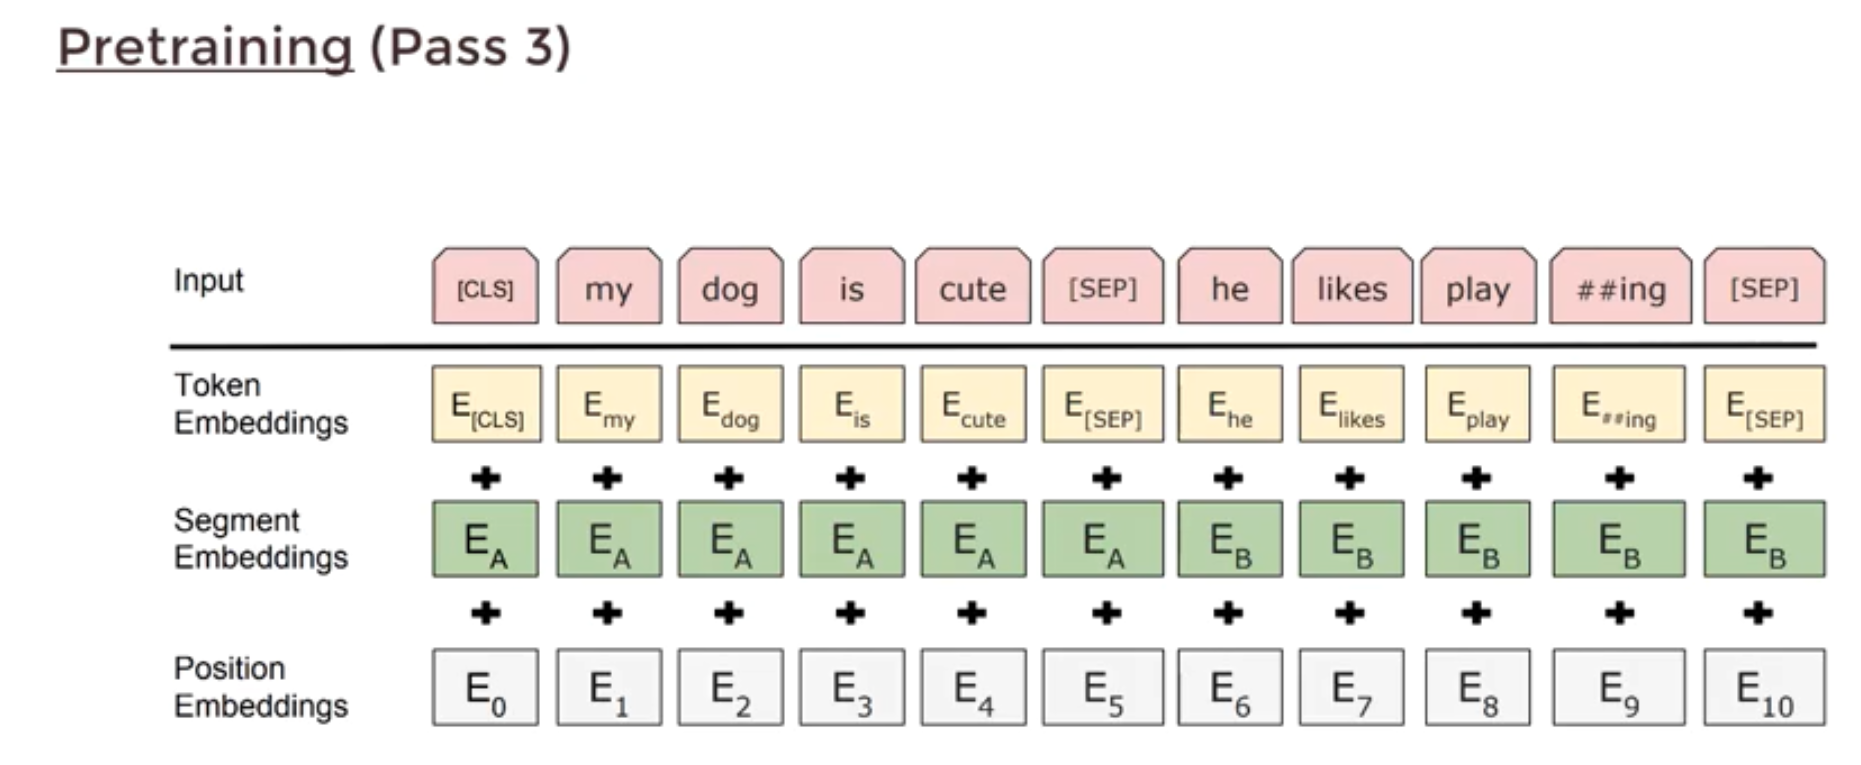 Pretraining (Pass 3)
Input [CLS] my dog is cute [SEP] he likes play ##ing [SEP]
Token Embeddings E[CLS] Emy Edog Eis Ecute E[SEP] Ehe Elikes Eplay E##ing E[SEP]
+ + + + + + + + + + +
Segment Embeddings EA EA EA EA EA EA EB EB EB EB EB
+ + + + + + + + + + +
Position Embeddings E0 E1 E2 E3 E4 E5 E6 E7 E8 E9 E10